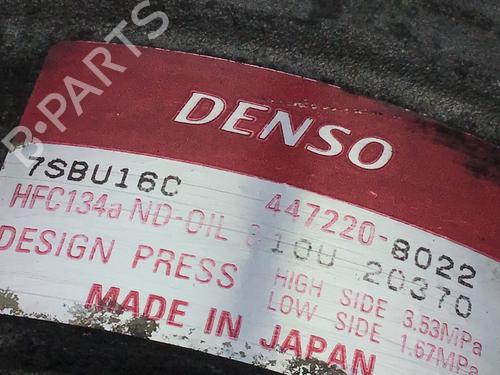 B-PARTS
DENSO
7SBU16C 447220-8022
HFC134a ND-OIL 8 10U 20370
DESIGN PRESS HIGH SIDE 3.53MPa
LOW SIDE 1.67MPa
MADE IN JAPAN